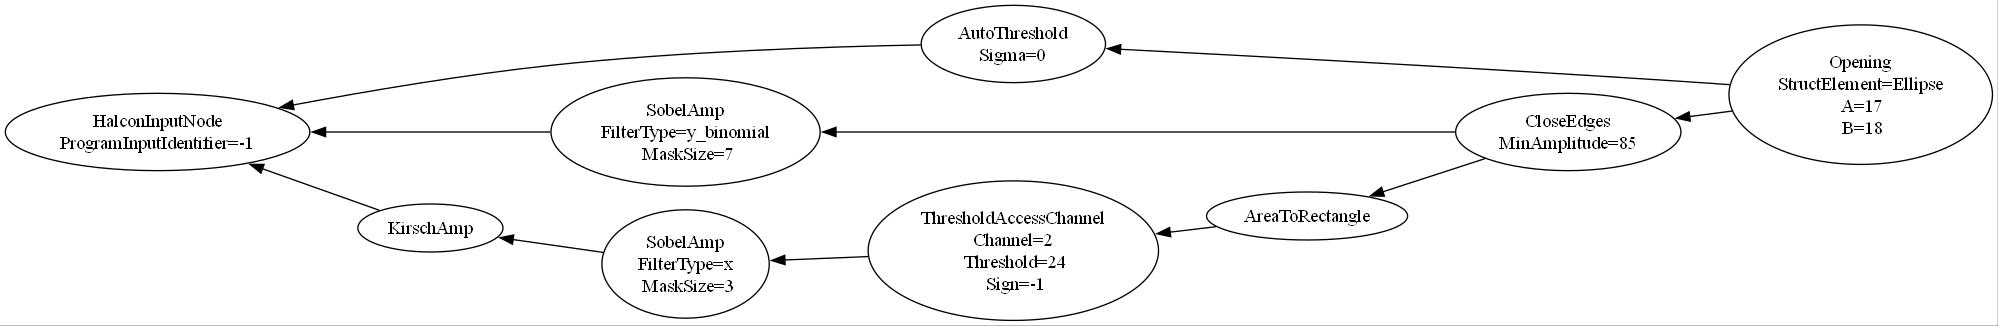 AutoThreshold
Sigma=0
Opening
StructElement=Ellipse
A=17
B=18
HalconInputNode
ProgramInputIdentifier=-1
SobelAmp
FilterType=y_binomial
MaskSize=7
CloseEdges
MinAmplitude=85
KirschAmp
SobelAmp
FilterType=x
MaskSize=3
ThresholdAccessChannel
Channel=2
Threshold=24
Sign=-1
AreaToRectangle